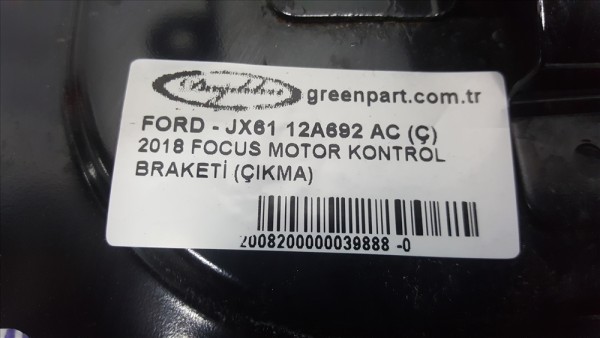 greenpart.com.tr
FORD - JX61 12A692 AC (Ç)
2018 FOCUS MOTOR KONTROL
BRAKETİ (ÇIKMA)
2008200000039888 -0